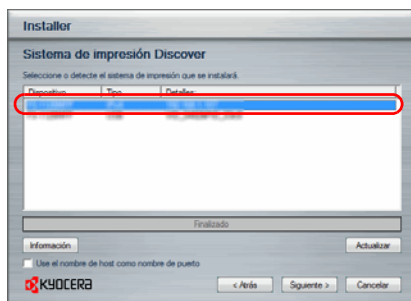 Installer
Sistema de impresión Discover
Seleccione o detecte el sistema de impresión que se instalará.
Dispositivo Tipo Detalles:
Finalizado
Información Actualizar
Use el nombre de host como nombre de puerto
KYOCERA < Atrás Siguiente > Cancelar